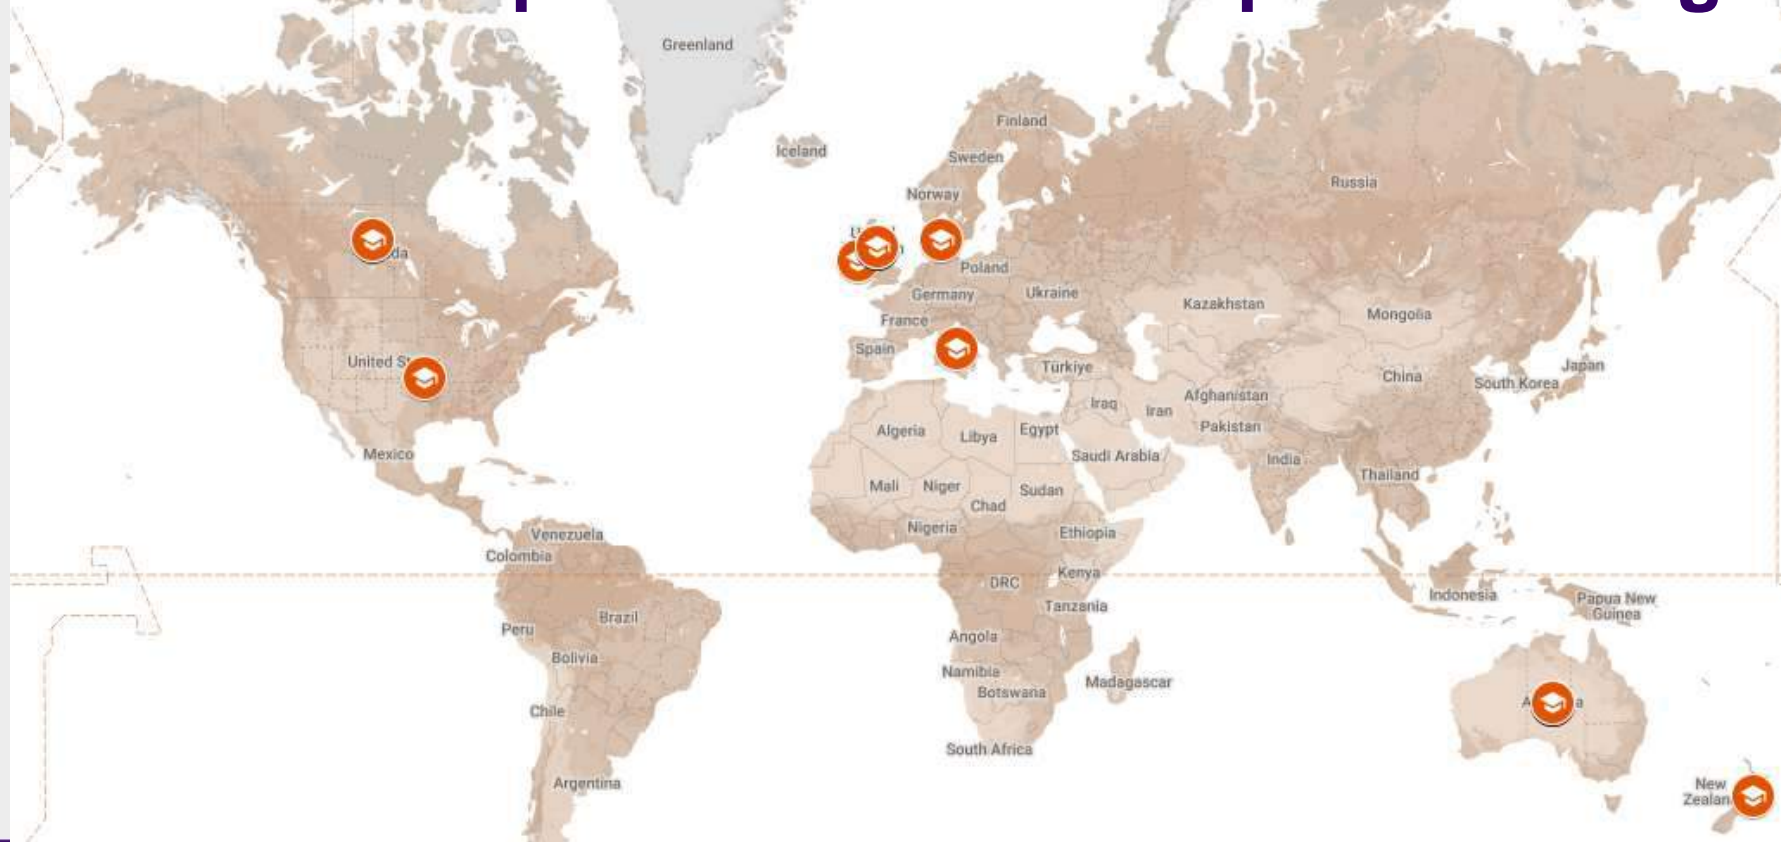 Greenland
Finland
Iceland
Sweden
Russia
Norway
Poland
Germany
Ukraine
Kazakhstan
Mongolia
France
Spain
United
Türkiye
Japan
China
South Korea
Afghanistan
Iraq
Iran
Pakistan
Algeria
Libya
Egypt
Mexico
Saudi Arabia
India
Thailand
Mali
Niger
Sudan
Chad
Nigeria
Ethiopia
Venezuela
Colombia
Kenya
DRC
Indonesia
Papua New
Guinea
Tanzania
Brazil
Peru
Angola
Bolivia
Namibia
Madagascar
Botswana
Chile
South Africa
Argentina
New
Zealan